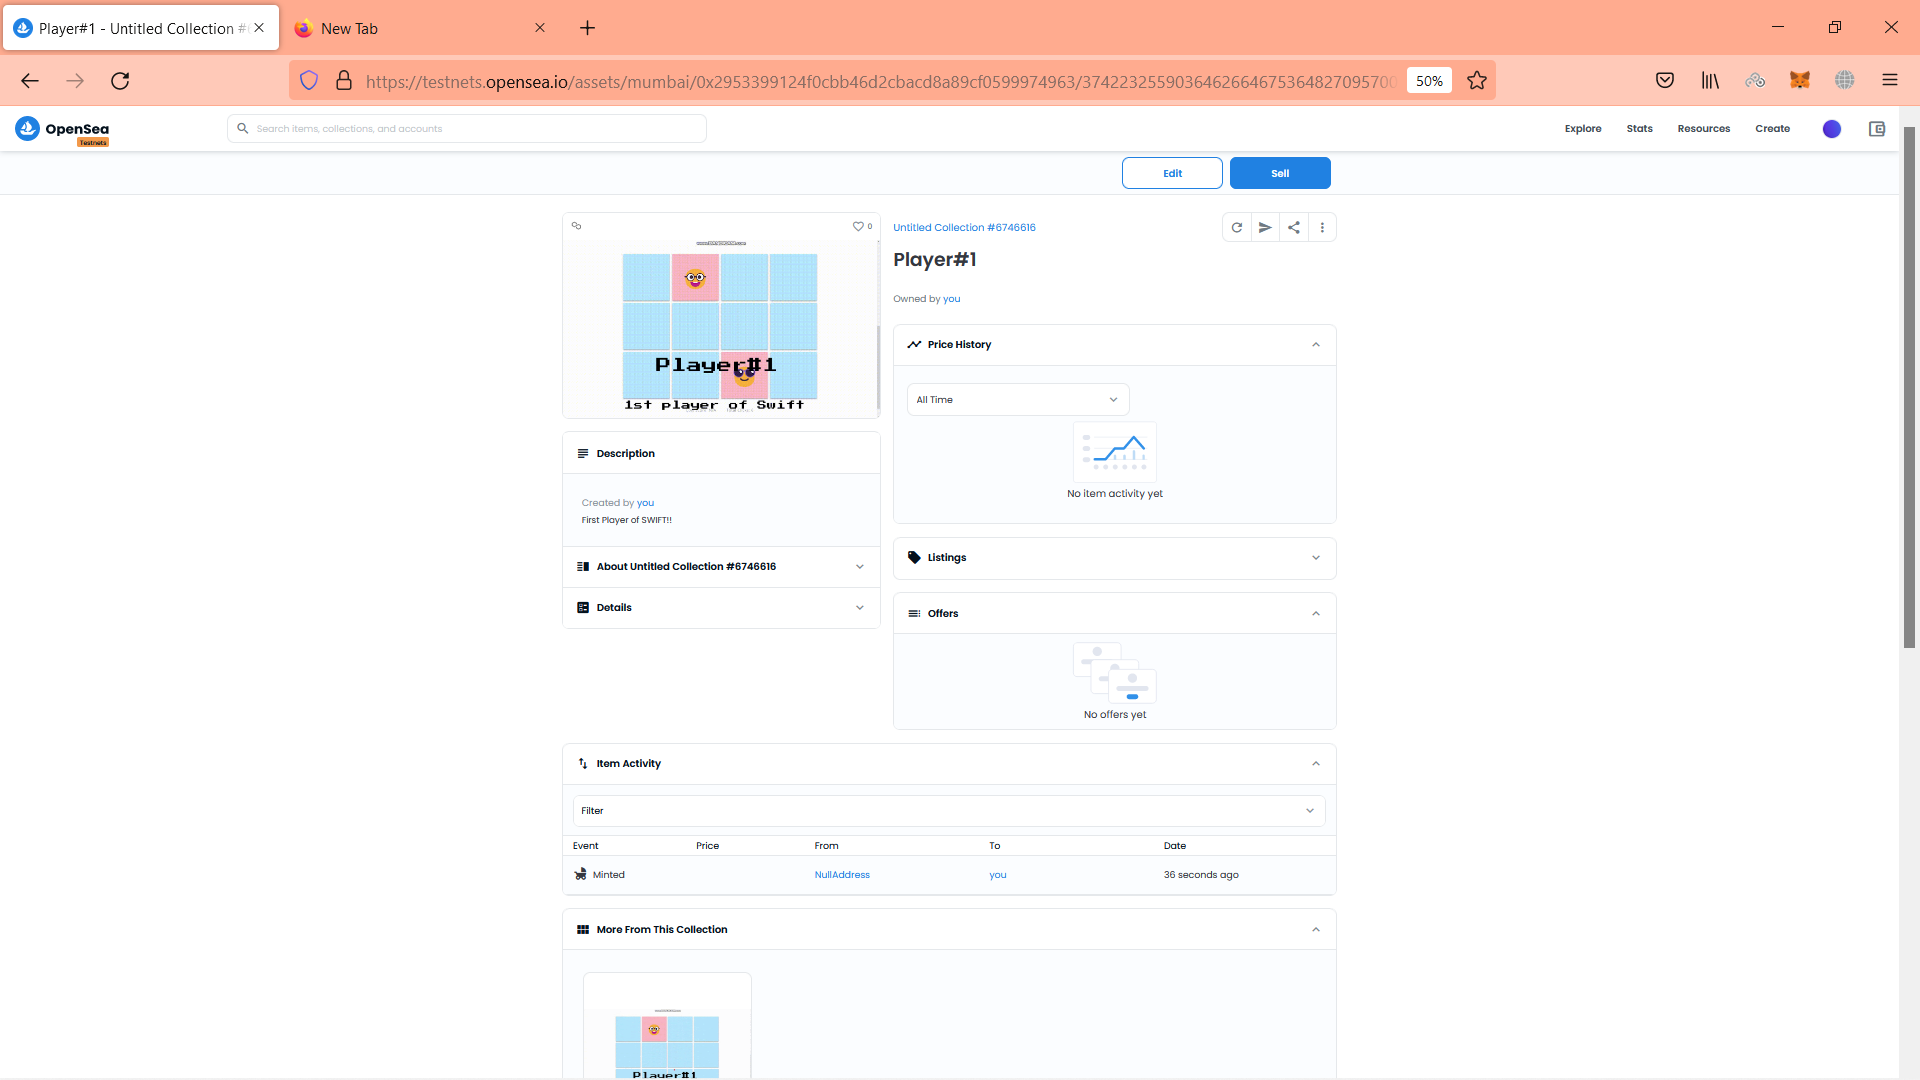 Player#1 - Untitled Collection #
New Tab
https://testnets.opensea.io/assets/mumbai/0x2953399124f0cbb46d2cbacd8a89cf0599974963/3742232559036462664675364827095700
50%
OpenSea
Testnets
Search items, collections, and accounts
Explore
Stats
Resources
Create
Edit
Sell
0
Player#1
1st player of Swift
Untitled Collection #6746616
Player#1
Owned by you
Price History
All Time
No item activity yet
Description
Created by you
First Player of SWIFT!!
About Untitled Collection #6746616
Details
Listings
Offers
No offers yet
Item Activity
Filter
Event Price From To Date
Minted NullAddress you 36 seconds ago
More From This Collection
Player#1